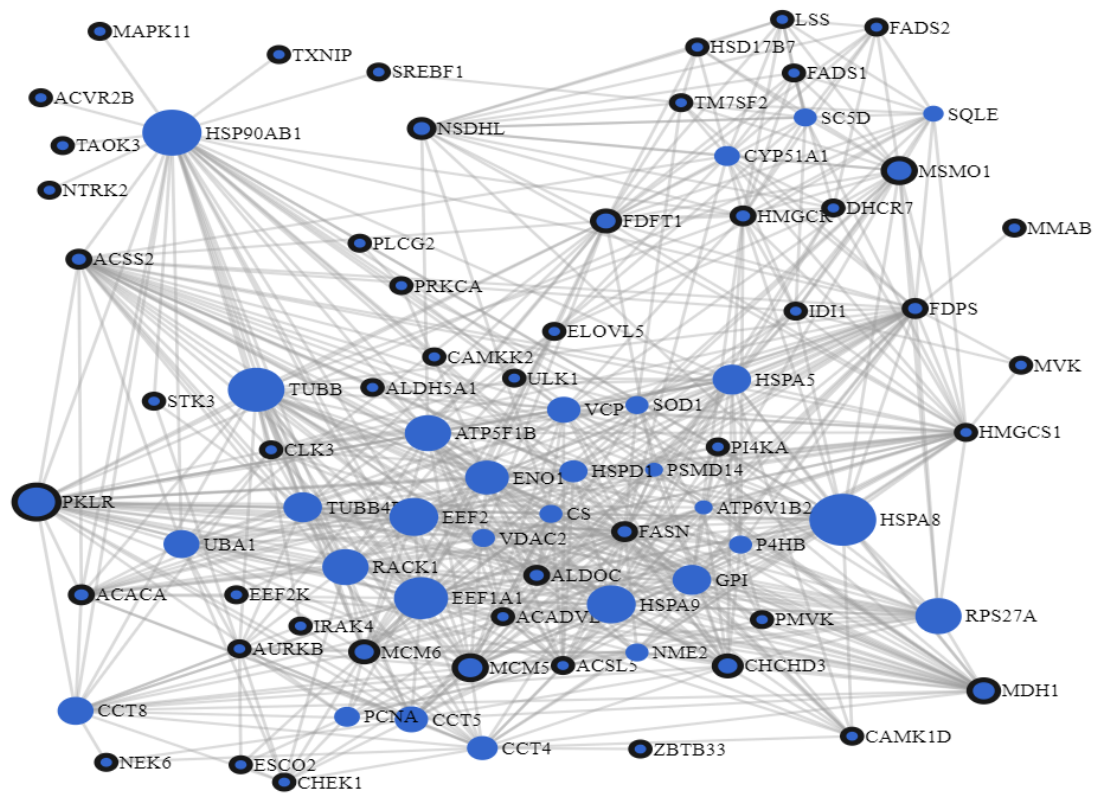 LSS
FADS2
MAPK11
HSD17B7
TXNIP
SREBF1
FADS1
ACVR2B
TM7SF2
SC5D
SQLE
NSDHL
HSP90AB1
TAOK3
CYP51A1
MSMO1
NTRK2
DHCR7
HMGCR
FDFT1
MMAB
PLCG2
ACSS2
PRKCA
FDPS
IDI1
ELOVL5
CAMKK2
MVK
ULK1
HSPA5
ALDH5A1
TUBB
STK3
SOD1
VCP
HMGCS1
ATP5F1B
PI4KA
CLK3
PSMD14
HSPD1
ENO1
PKLR
TUBB4
ATP6V1B2
CS
EEF2
HSPA8
FASN
VDAC2
UBA1
P4HB
RACK1
ALDOC
GPI
ACACA
EEF2K
EEF1A1
HSPA9
ACADVL
RPS27A
PMVK
IRAK4
AURKB
MCM6
NME2
MCM5
ACSL5
CHCHD3
MDH1
CCT8
PCNA
CCT5
CAMK1D
CCT4
ZBTB33
NEK6
ESCO2
CHEK1